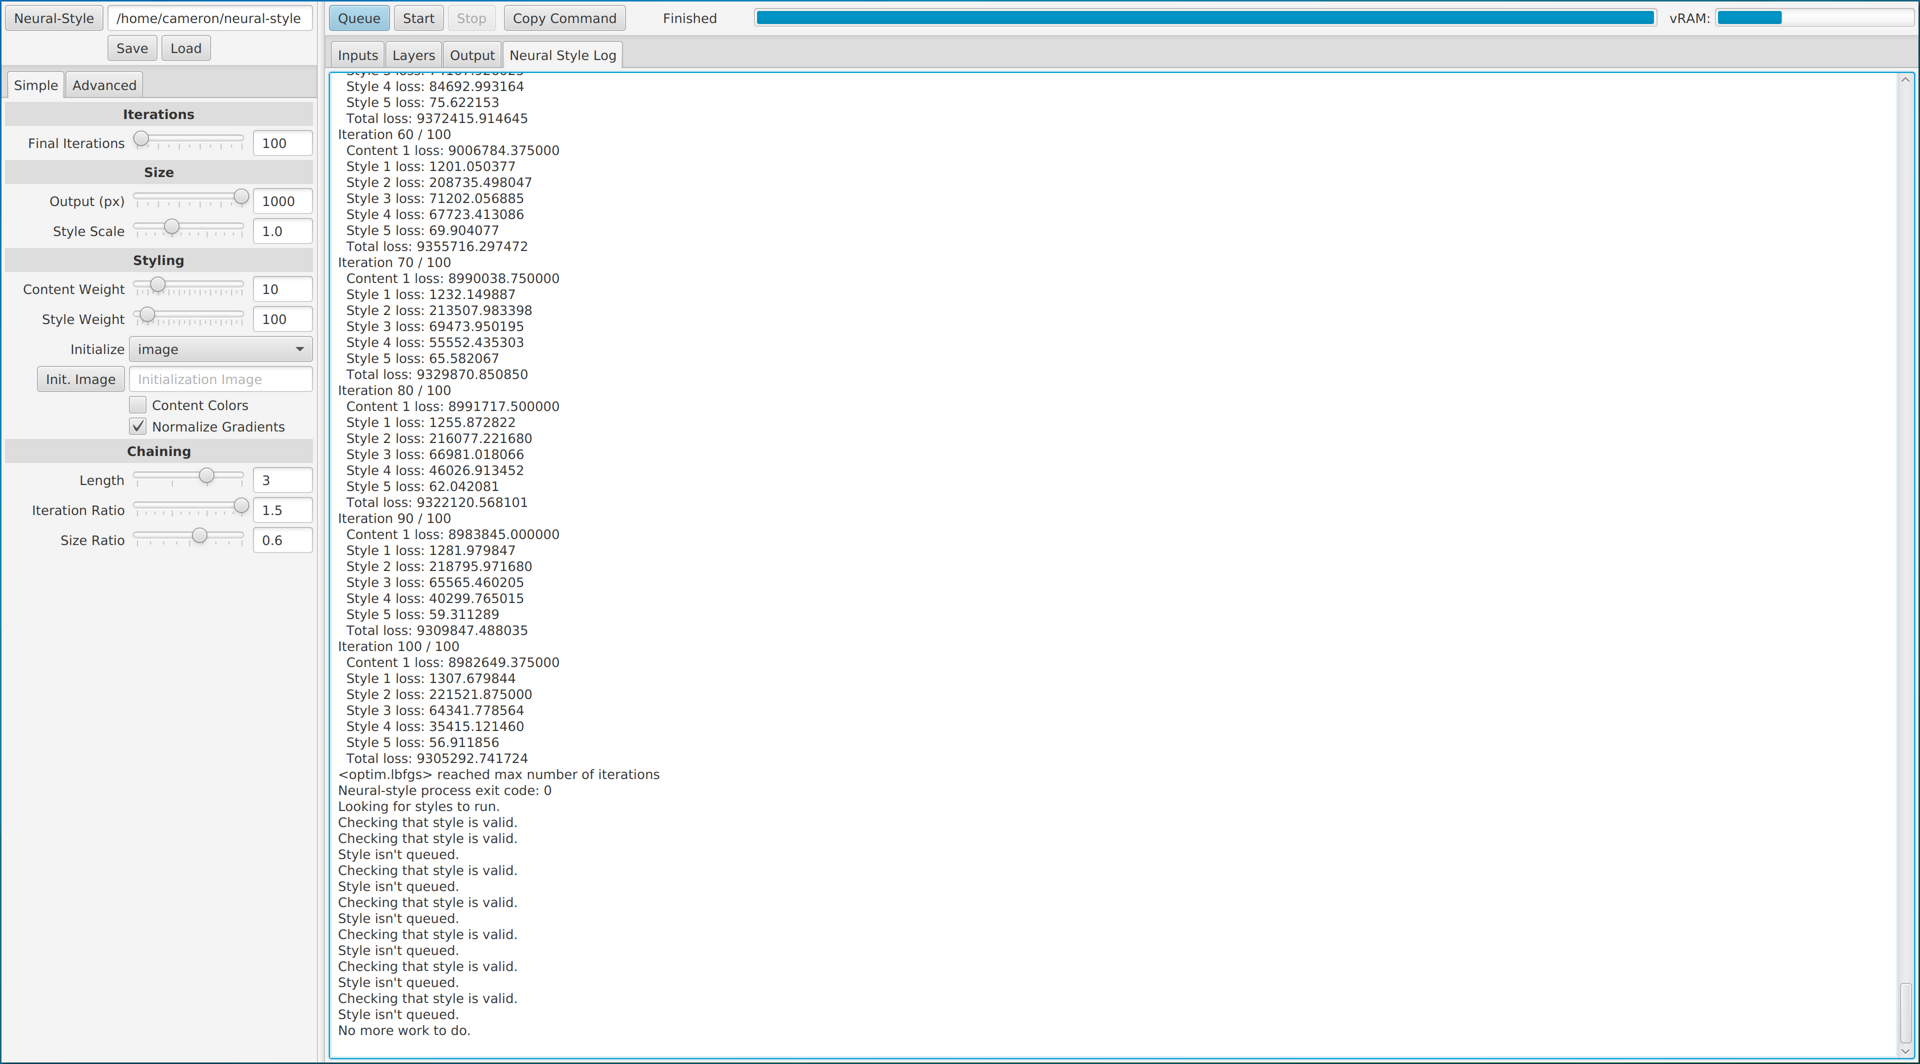 Neural-Style /home/cameron/neural-style
Save Load
Simple Advanced
Iterations
Final Iterations 100
Size
Output (px) 1000
Style Scale 1.0
Styling
Content Weight 10
Style Weight 100
Initialize image
Init. Image Initialization Image
Content Colors
Normalize Gradients
Chaining
Length 3
Iteration Ratio 1.5
Size Ratio 0.6
Queue Start Stop Copy Command Finished vRAM:
Inputs Layers Output Neural Style Log
Style 4 loss: 84692.993164
Style 5 loss: 75.622153
Total loss: 9372415.914645
Iteration 60 / 100
Content 1 loss: 9006784.375000
Style 1 loss: 1201.050377
Style 2 loss: 208735.498047
Style 3 loss: 71202.056885
Style 4 loss: 67723.413086
Style 5 loss: 69.904077
Total loss: 9355716.297472
Iteration 70 / 100
Content 1 loss: 8990038.750000
Style 1 loss: 1232.149887
Style 2 loss: 213507.983398
Style 3 loss: 69473.950195
Style 4 loss: 55552.435303
Style 5 loss: 65.582067
Total loss: 9329870.850850
Iteration 80 / 100
Content 1 loss: 8991717.500000
Style 1 loss: 1255.872822
Style 2 loss: 216077.221680
Style 3 loss: 66981.018066
Style 4 loss: 46026.913452
Style 5 loss: 62.042081
Total loss: 9322120.568101
Iteration 90 / 100
Content 1 loss: 8983845.000000
Style 1 loss: 1281.979847
Style 2 loss: 218795.971680
Style 3 loss: 65565.460205
Style 4 loss: 40299.765015
Style 5 loss: 59.311289
Total loss: 9309847.488035
Iteration 100 / 100
Content 1 loss: 8982649.375000
Style 1 loss: 1307.679844
Style 2 loss: 221521.875000
Style 3 loss: 64341.778564
Style 4 loss: 35415.121460
Style 5 loss: 56.911856
Total loss: 9305292.741724
<optim.lbfgs> reached max number of iterations
Neural-style process exit code: 0
Looking for styles to run.
Checking that style is valid.
Checking that style is valid.
Style isn't queued.
Checking that style is valid.
Style isn't queued.
Checking that style is valid.
Style isn't queued.
Checking that style is valid.
Style isn't queued.
Checking that style is valid.
Style isn't queued.
Checking that style is valid.
Style isn't queued.
No more work to do.